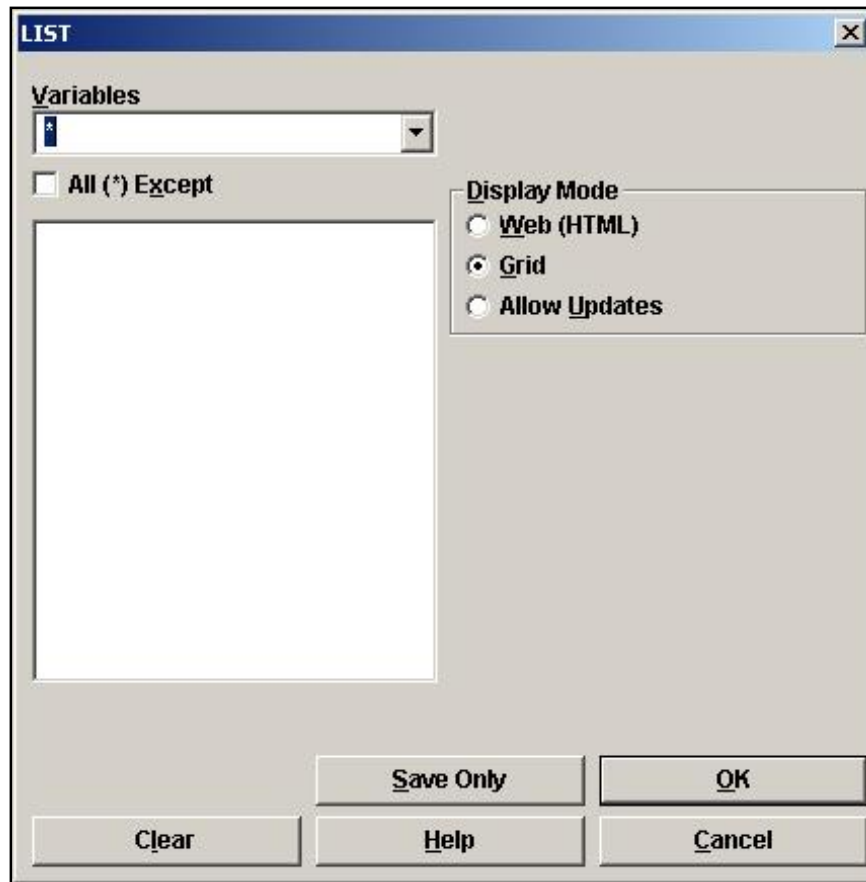 LIST
Variables
*
All (*) Except
Display Mode
Web (HTML)
Grid
Allow Updates
Save Only
OK
Clear
Help
Cancel